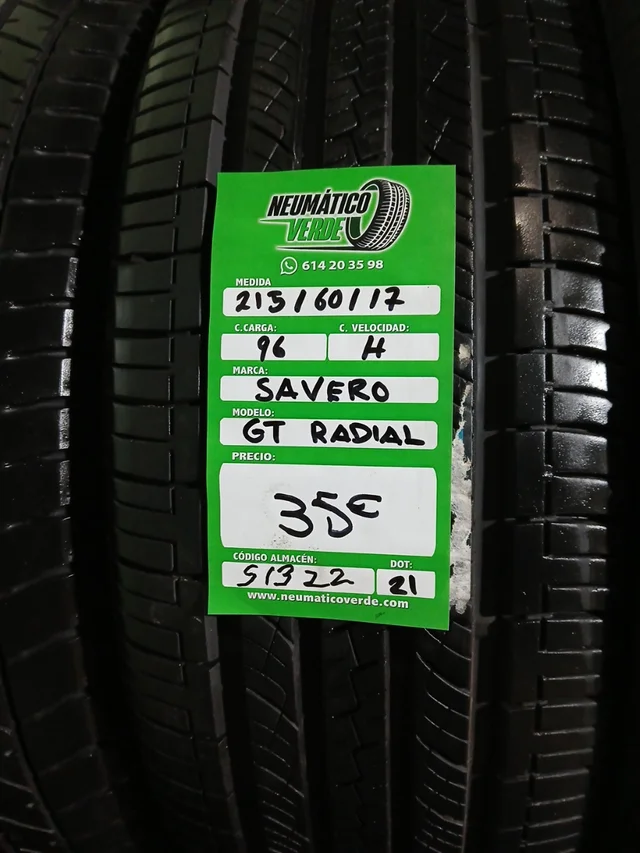 NEUMÁTICO
VERDE
614 20 35 98
MEDIDA
215/60/17
C.CARGA: C. VELOCIDAD:
96 H
MARCA:
SAVERO
MODELO:
GT RADIAL
PRECIO:
35€
CÓDIGO ALMACÉN: DOT:
51322 21
www.neumaticoverde.com